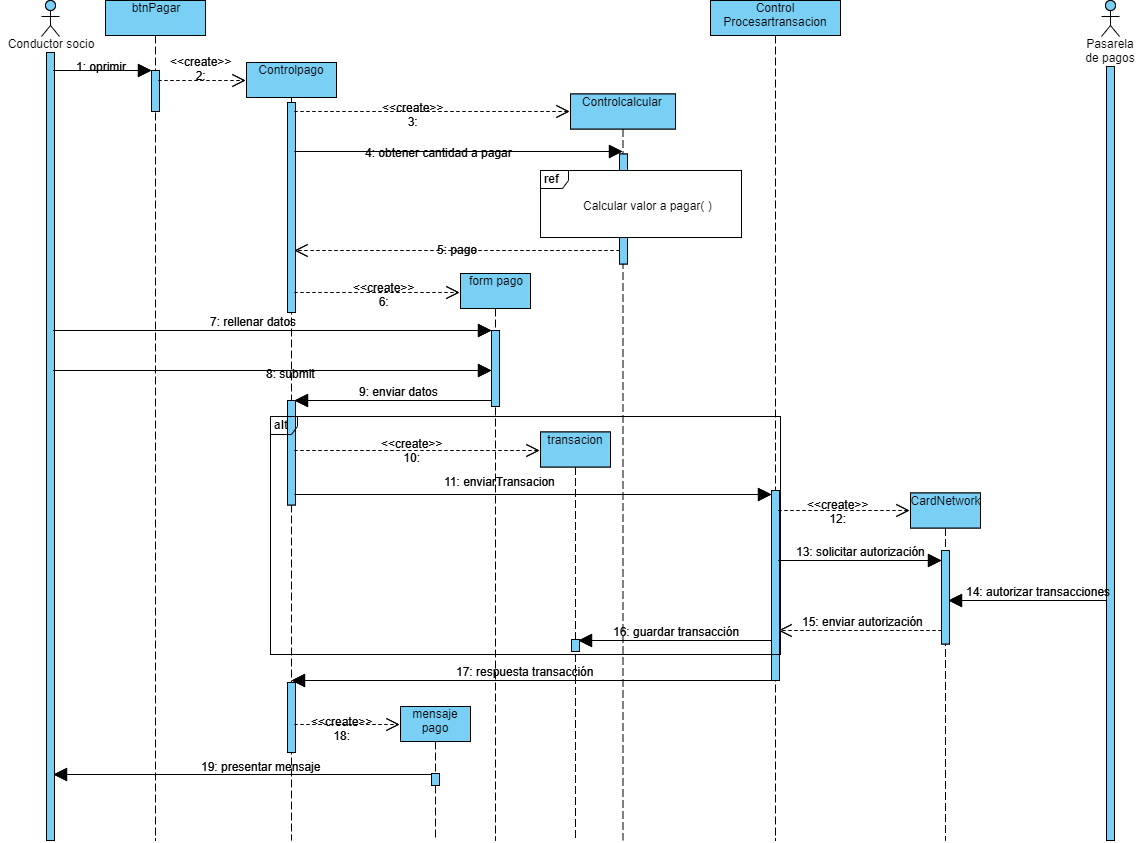 btnPagar
Control
Procesartransacion
Conductor socio
Pasarela
de pagos
1: oprimir
<<create>>
2:
Controlpago
<<create>>
3:
Controlcalcular
4: obtener cantidad a pagar
ref
Calcular valor a pagar( )
5: pago
<<create>>
6:
form pago
7: rellenar datos
8: submit
9: enviar datos
alt
<<create>>
10:
transacion
11: enviarTransacion
<<create>>
12:
CardNetwork
13: solicitar autorización
14: autorizar transacciones
15: enviar autorización
16: guardar transacción
17: respuesta transacción
<<create>>
18:
mensaje
pago
19: presentar mensaje